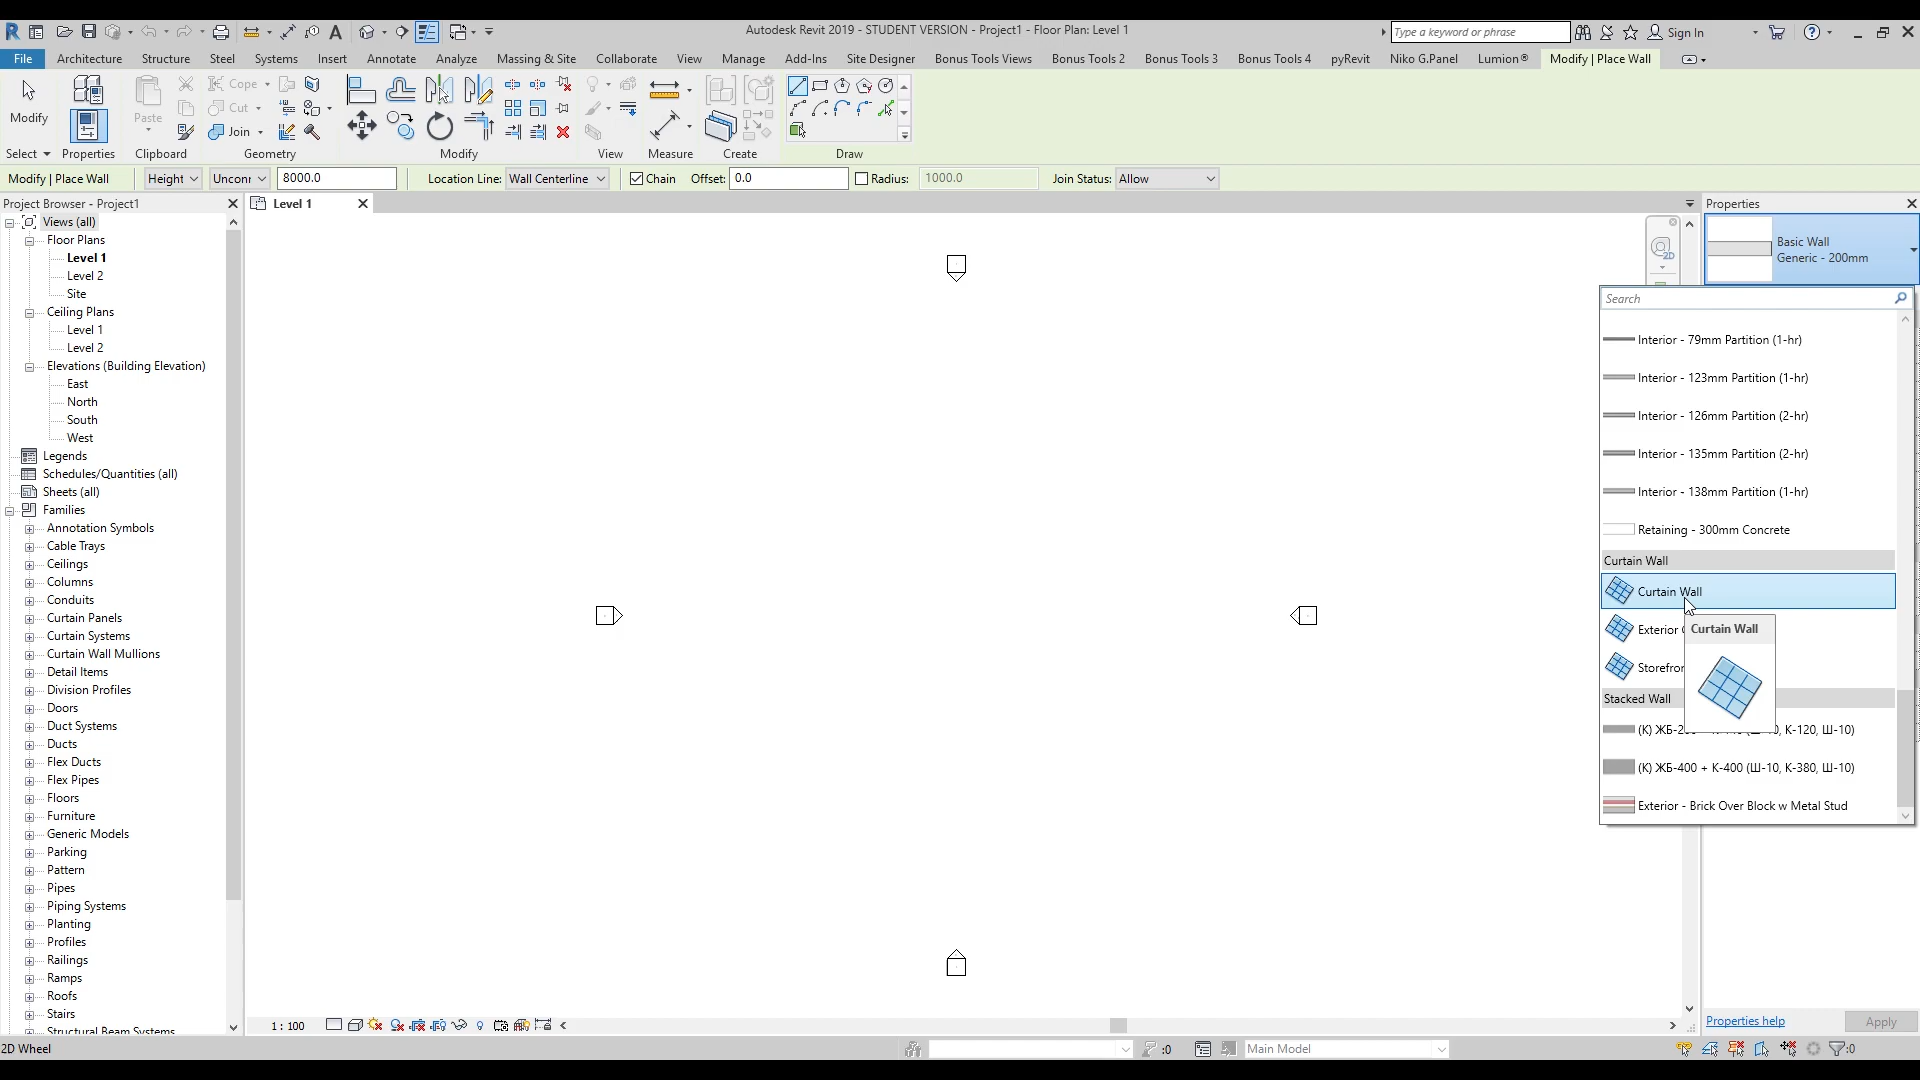 Autodesk Revit 2019 - STUDENT VERSION - Project1 - Floor Plan: Level 1
Type a keyword or phrase
Sign In
File Architecture Structure Steel Systems Insert Annotate Analyze Massing & Site Collaborate View Manage Add-Ins Site Designer Bonus Tools Views Bonus Tools 2 Bonus Tools 3 Bonus Tools 4 pyRevit Niko G.Panel Lumion® Modify | Place Wall
Modify
Paste
Cope
Cut
Join
Select Properties Clipboard Geometry Modify View Measure Create Draw
Modify | Place Wall Height Uncon 8000.0 Location Line: Wall Centerline Chain Offset: 0.0 Radius: 1000.0 Join Status: Allow
Project Browser - Project1
Level 1
Properties
Views (all)
Floor Plans
Level 1
Level 2
Site
Ceiling Plans
Level 1
Level 2
Elevations (Building Elevation)
East
North
South
West
Legends
Schedules/Quantities (all)
Sheets (all)
Families
Annotation Symbols
Cable Trays
Ceilings
Columns
Conduits
Curtain Panels
Curtain Systems
Curtain Wall Mullions
Detail Items
Division Profiles
Doors
Duct Systems
Ducts
Flex Ducts
Flex Pipes
Floors
Furniture
Generic Models
Parking
Pattern
Pipes
Piping Systems
Planting
Profiles
Railings
Ramps
Roofs
Stairs
Structural Beam Systems
2D
Basic Wall
Generic - 200mm
Search
Interior - 79mm Partition (1-hr)
Interior - 123mm Partition (1-hr)
Interior - 126mm Partition (2-hr)
Interior - 135mm Partition (2-hr)
Interior - 138mm Partition (1-hr)
Retaining - 300mm Concrete
Curtain Wall
Curtain Wall
Exterior
Curtain Wall
Stacked Wall
К-120, Ш-10)
(К) ЖБ-400 + К-400 (Ш-10, К-380, Ш-10)
Exterior - Brick Over Block w Metal Stud
1 : 100
Properties help
Apply
2D Wheel
:0
Main Model
:0